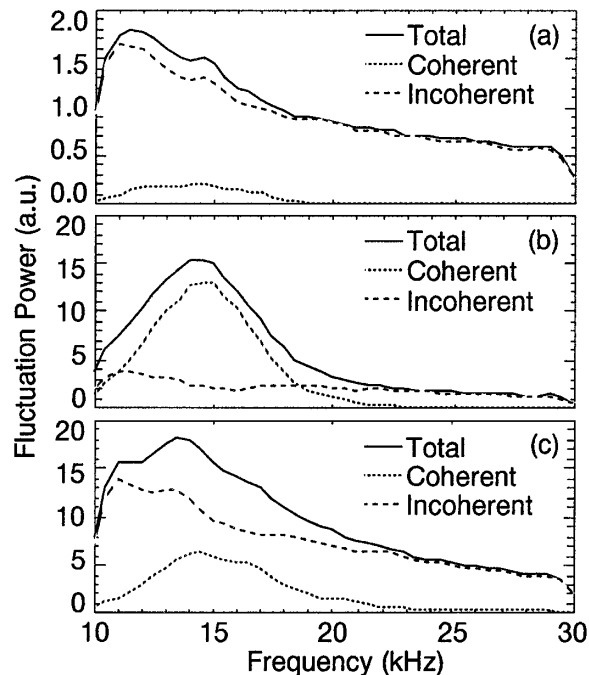 2.0
1.5
1.0
0.5
0.0
Total
Coherent
Incoherent
(a)
20
15
10
5
0
Total
Coherent
Incoherent
(b)
20
15
10
5
0
Total
Coherent
Incoherent
(c)
10
15
20
25
30
Frequency (kHz)
Fluctuation Power (a.u.)